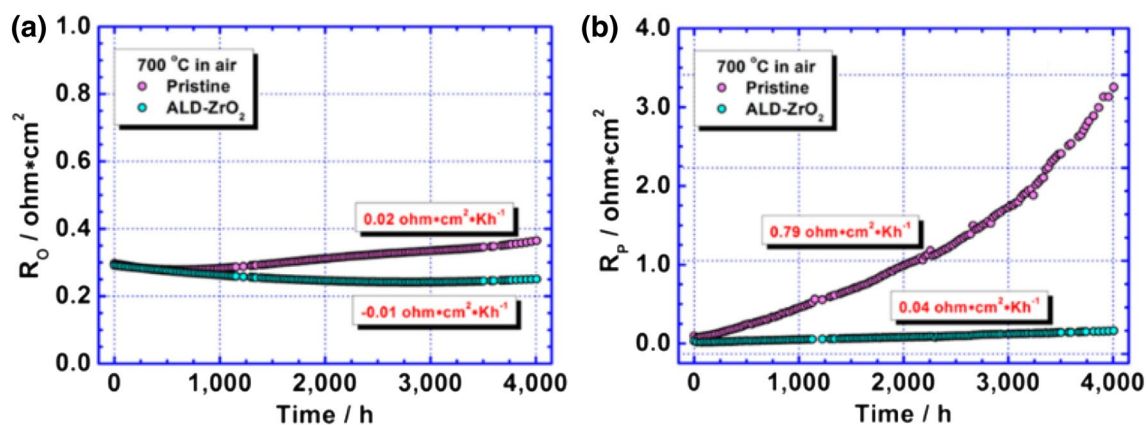 (a)
1.0
0.8
0.6
0.4
0.2
0.0
R_O / ohm*cm²
700 °C in air
Pristine
ALD-ZrO₂
0.02 ohm•cm²•Kh⁻¹
-0.01 ohm•cm²•Kh⁻¹
0 1,000 2,000 3,000 4,000
Time / h
(b)
4.0
3.0
2.0
1.0
0.0
R_P / ohm*cm²
700 °C in air
Pristine
ALD-ZrO₂
0.79 ohm•cm²•Kh⁻¹
0.04 ohm•cm²•Kh⁻¹
0 1,000 2,000 3,000 4,000
Time / h